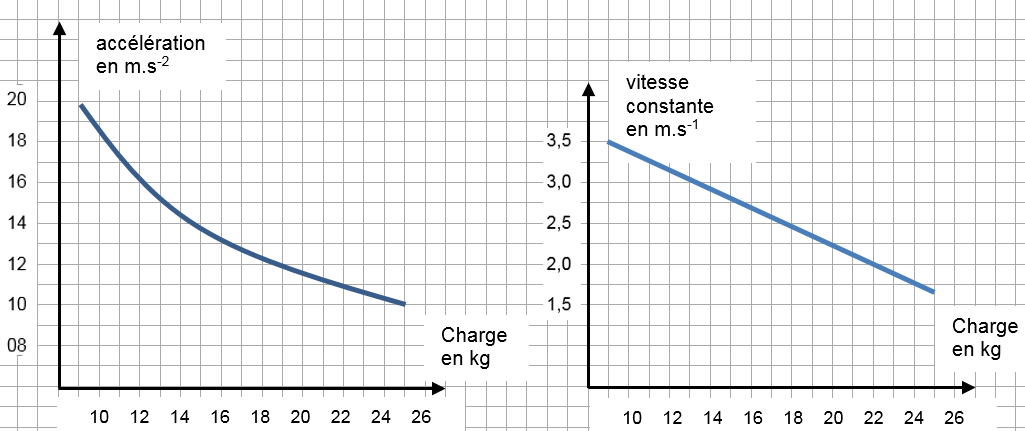 accélération
en m.s-2
20
18
16
14
12
10
08
Charge
en kg
10 12 14 16 18 20 22 24 26
vitesse
constante
en m.s-1
3,5
3,0
2,5
2,0
1,5
Charge
en kg
10 12 14 16 18 20 22 24 26